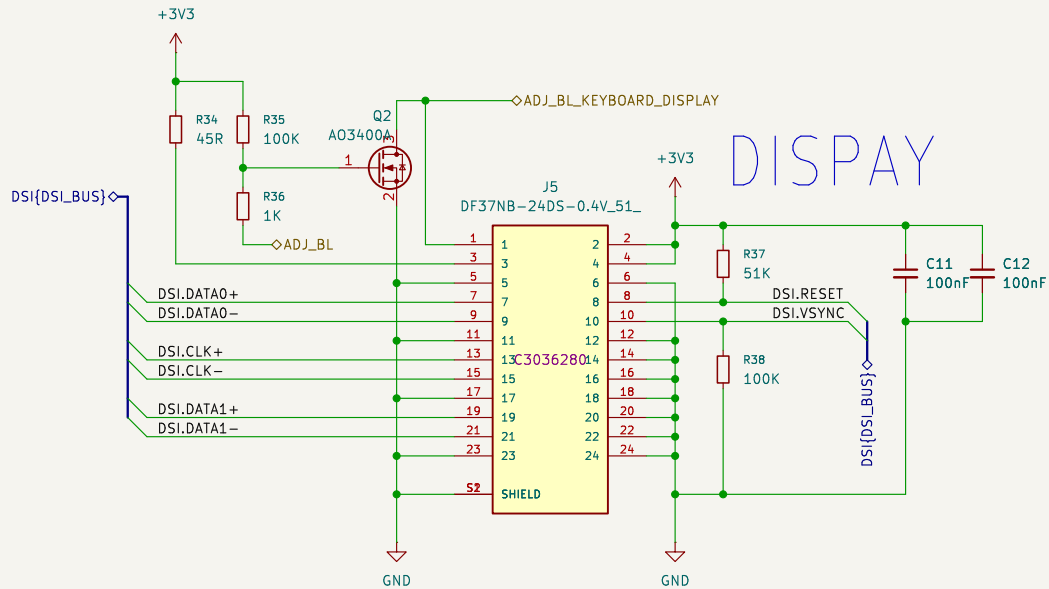 +3V3
R34
45R
R35
100K
Q2
AO3400A
3
1
2
ADJ_BL_KEYBOARD_DISPLAY
R36
1K
ADJ_BL
DSI{DSI_BUS}
+3V3
DISPAY
J5
DF37NB-24DS-0.4V_51_
1 1 2 2
3 3 4 4
5 5 6 6
DSI.DATA0+ 7 7 8 8 DSI.RESET
DSI.DATA0- 9 9 10 10 DSI.VSYNC
11 11 12 12
DSI.CLK+ 13 13 C3036280 14 14
DSI.CLK- 15 15 16 16
17 17 18 18
DSI.DATA1+ 19 19 20 20
DSI.DATA1- 21 21 22 22
23 23 24 24
SHIELD
R37
51K
R38
100K
C11
100nF
C12
100nF
DSI{DSI_BUS}
GND
GND